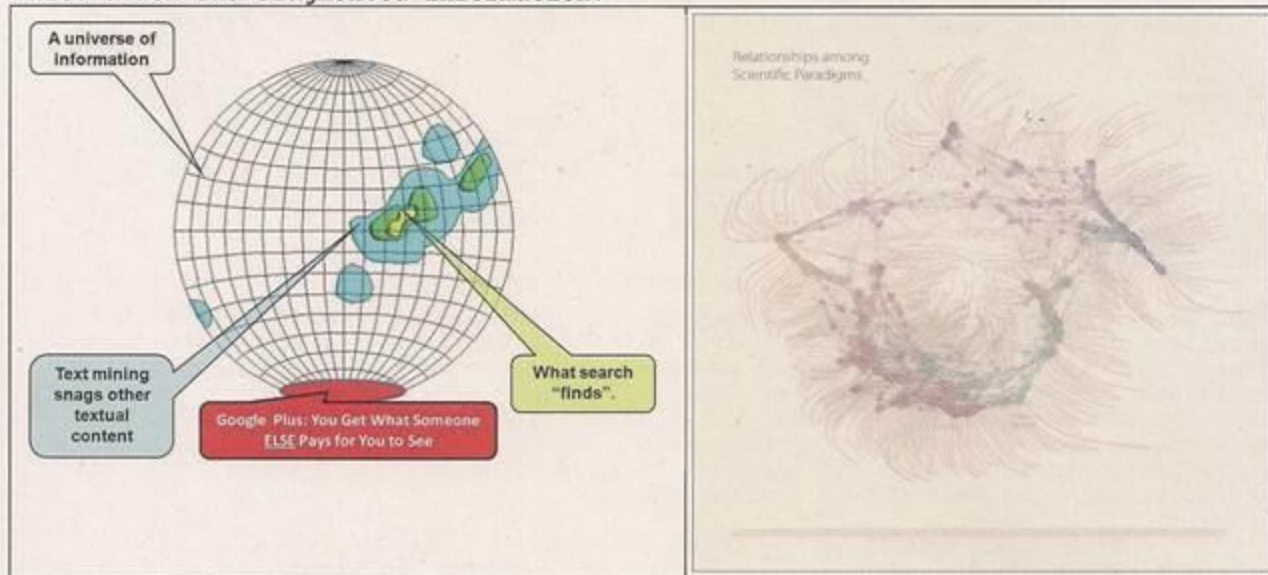 A universe of
information
Text mining
snags other
textual
content
What search
"finds".
Google Plus: You Get What Someone
ELSE Pays for You to See
Relationships among
Scientific Paradigms